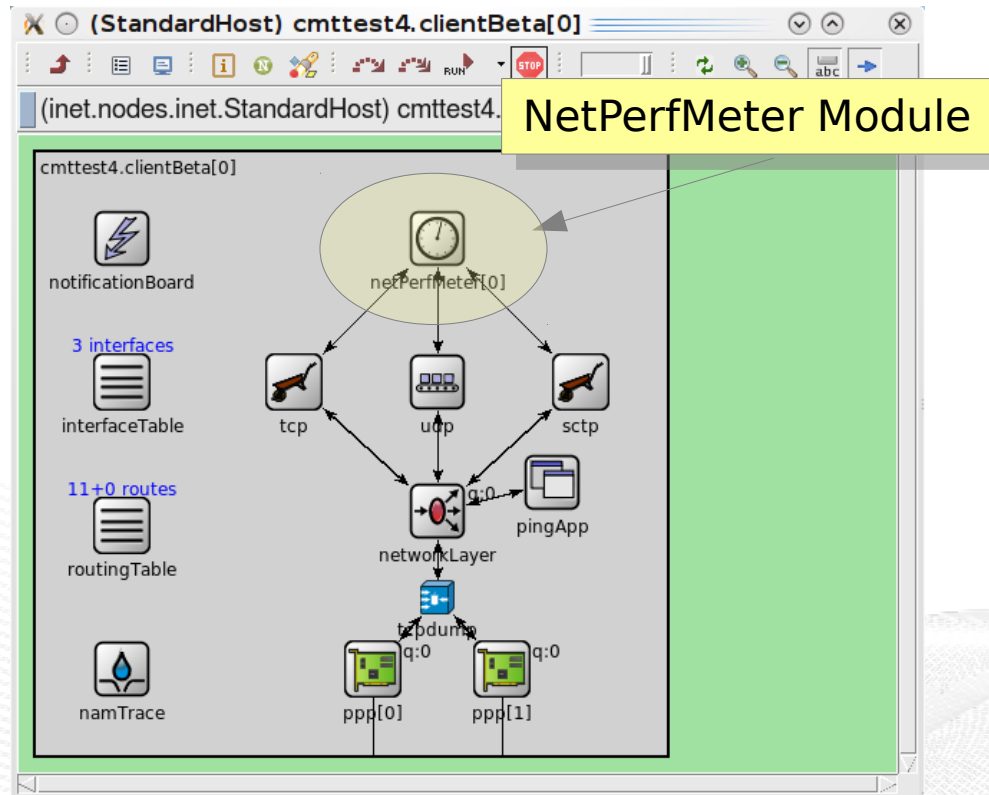 (StandardHost) cmttest4.clientBeta[0]
RUN
STOP
abc
(inet.nodes.inet.StandardHost) cmttest4.
NetPerfMeter Module
cmttest4.clientBeta[0]
notificationBoard
netPerfMeter[0]
3 interfaces
interfaceTable
tcp
udp
sctp
11+0 routes
q:0
pingApp
networkLayer
routingTable
tcpdump
q:0
q:0
namTrace
ppp[0]
ppp[1]